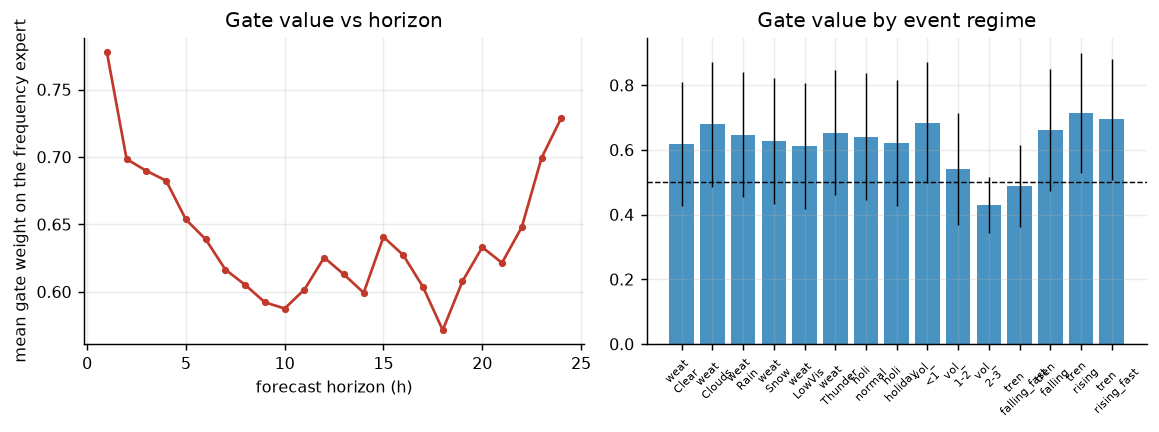 Gate value vs horizon
mean gate weight on the frequency expert
0.75
0.70
0.65
0.60
0
5
10
15
20
25
forecast horizon (h)
Gate value by event regime
0.8
0.6
0.4
0.2
0.0
weat
Clear
weat
Clouds
weat
Rain
weat
Snow
weat
LowVis
weat
Thunder
holi
normal
holi
holiday
vol_
<1
vol_
1-2
vol_
2-3
tren
falling_fast
tren
falling
tren
rising
tren
rising_fast